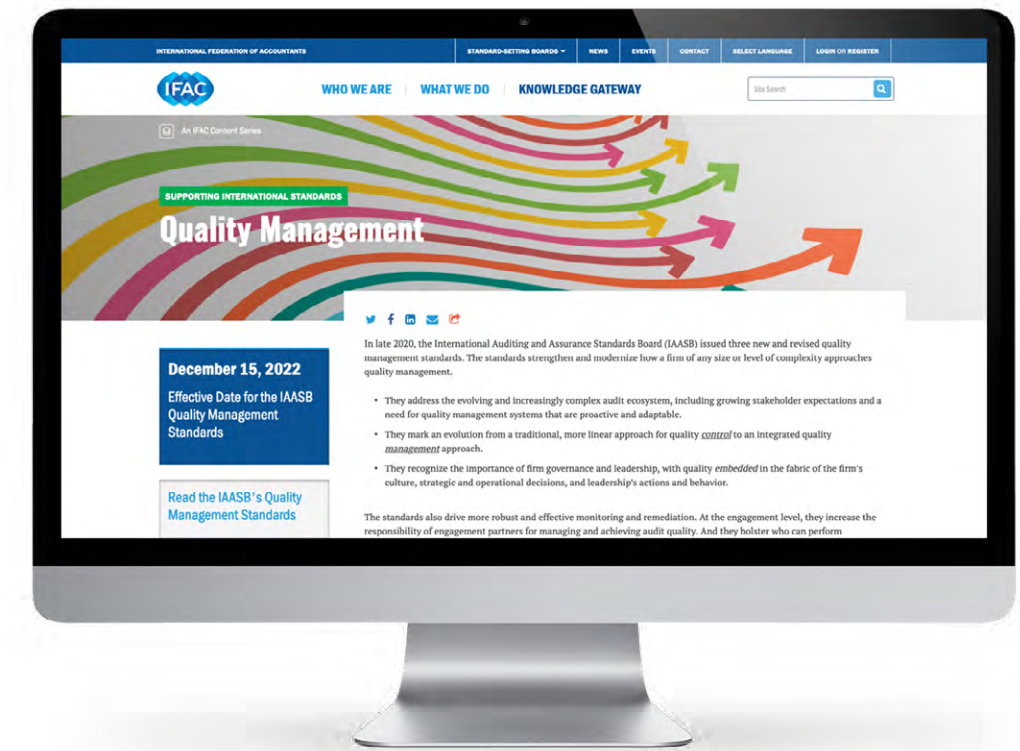 INTERNATIONAL FEDERATION OF ACCOUNTANTS
STANDARD-SETTING BOARDS
NEWS
EVENTS
CONTACT
SELECT LANGUAGE
LOGIN OR REGISTER
IFAC
WHO WE ARE
WHAT WE DO
KNOWLEDGE GATEWAY
Site Search
An IFAC Content Series
SUPPORTING INTERNATIONAL STANDARDS
Quality Management
December 15, 2022
Effective Date for the IAASB
Quality Management
Standards
Read the IAASB's Quality
Management Standards
In late 2020, the International Auditing and Assurance Standards Board (IAASB) issued three new and revised quality
management standards. The standards strengthen and modernize how a firm of any size or level of complexity approaches
quality management.
• They address the evolving and increasingly complex audit ecosystem, including growing stakeholder expectations and a
need for quality management systems that are proactive and adaptable.
• They mark an evolution from a traditional, more linear approach for quality control to an integrated quality
management approach.
• They recognize the importance of firm governance and leadership, with quality embedded in the fabric of the firm's
culture, strategic and operational decisions, and leadership's actions and behavior.
The standards also drive more robust and effective monitoring and remediation. At the engagement level, they increase the
responsibility of engagement partners for managing and achieving audit quality. And they bolster who can perform